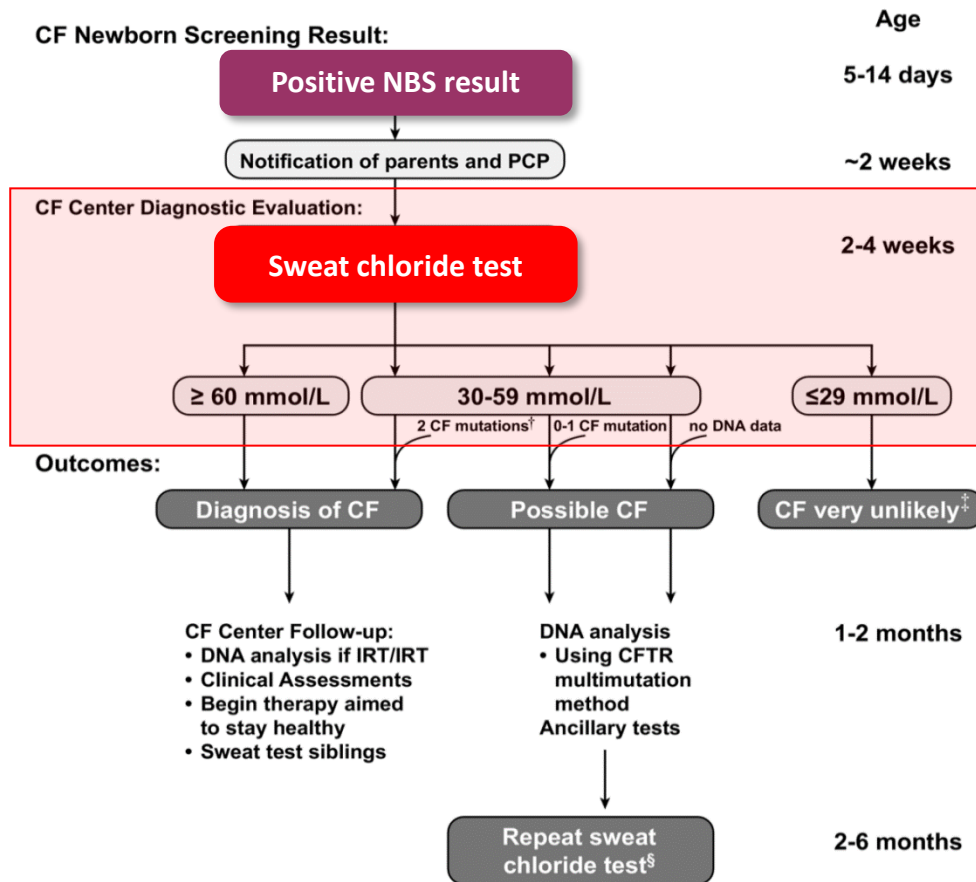 CF Newborn Screening Result:
Age
Positive NBS result
5-14 days
Notification of parents and PCP
~2 weeks
CF Center Diagnostic Evaluation:
Sweat chloride test
2-4 weeks
≥ 60 mmol/L
30-59 mmol/L
≤29 mmol/L
2 CF mutations†
0-1 CF mutation
no DNA data
Outcomes:
Diagnosis of CF
Possible CF
CF very unlikely‡
CF Center Follow-up:
• DNA analysis if IRT/IRT
• Clinical Assessments
• Begin therapy aimed
to stay healthy
• Sweat test siblings
DNA analysis
• Using CFTR
multimutation
method
Ancillary tests
1-2 months
Repeat sweat
chloride test§
2-6 months